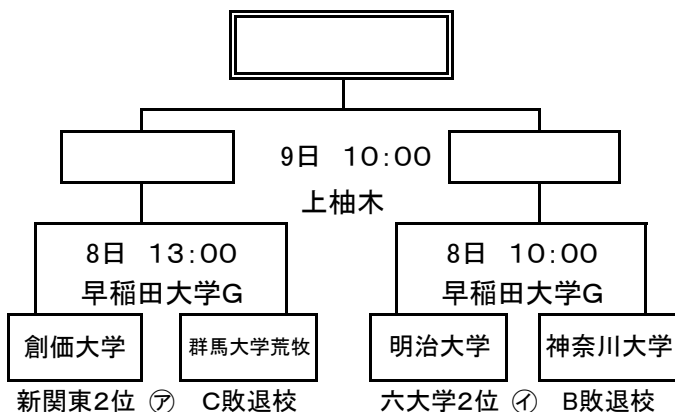 9日 10:00
上柚木
8日 13:00 8日 10:00
早稲田大学G 早稲田大学G
創価大学 群馬大学荒牧 明治大学 神奈川大学
新関東2位 ㋐ C敗退校 六大学2位 ㋑ B敗退校